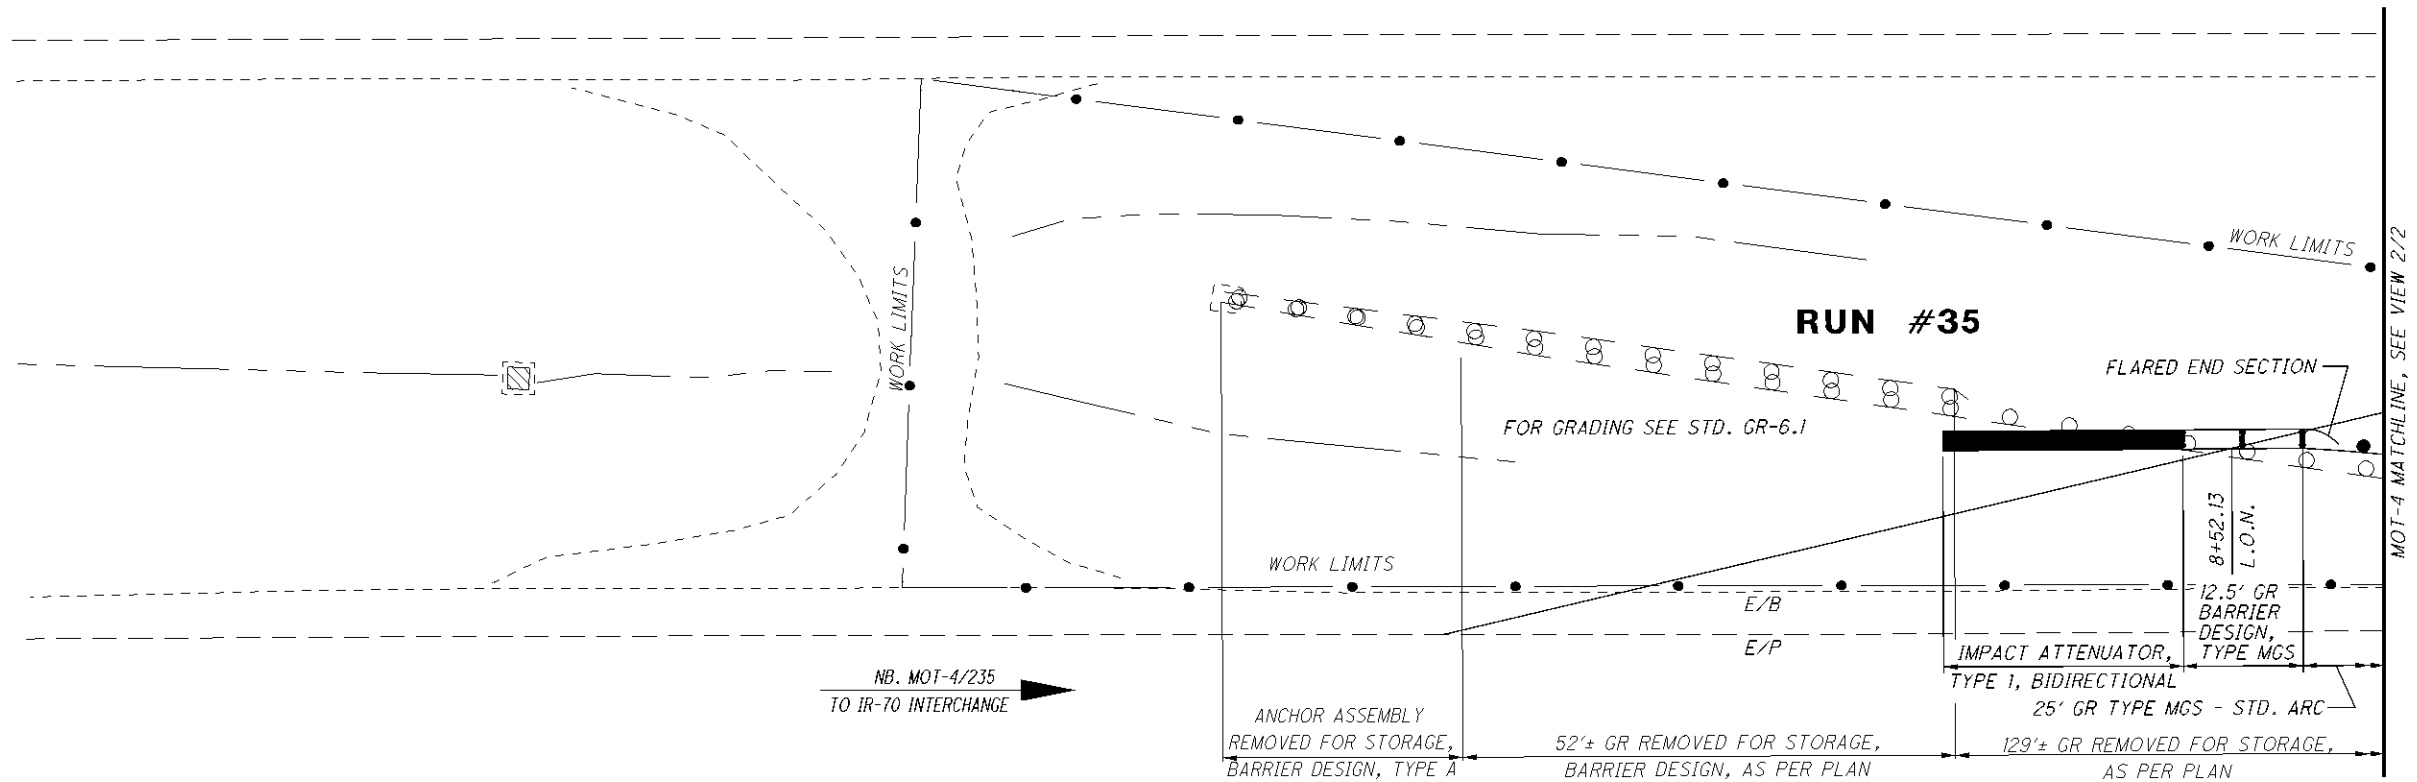 WORK LIMITS
WORK LIMITS
RUN #35
FLARED END SECTION
FOR GRADING SEE STD. GR-6.1
MOT-4 MATCHLINE, SEE VIEW 2/2
8+52.13
L.O.N.
WORK LIMITS
E/B
E/P
12.5' GR
BARRIER
DESIGN,
TYPE MGS
IMPACT ATTENUATOR,
TYPE 1, BIDIRECTIONAL
25' GR TYPE MGS - STD. ARC
NB. MOT-4/235
TO IR-70 INTERCHANGE
ANCHOR ASSEMBLY
REMOVED FOR STORAGE,
BARRIER DESIGN, TYPE A
52'± GR REMOVED FOR STORAGE,
BARRIER DESIGN, AS PER PLAN
129'± GR REMOVED FOR STORAGE,
AS PER PLAN